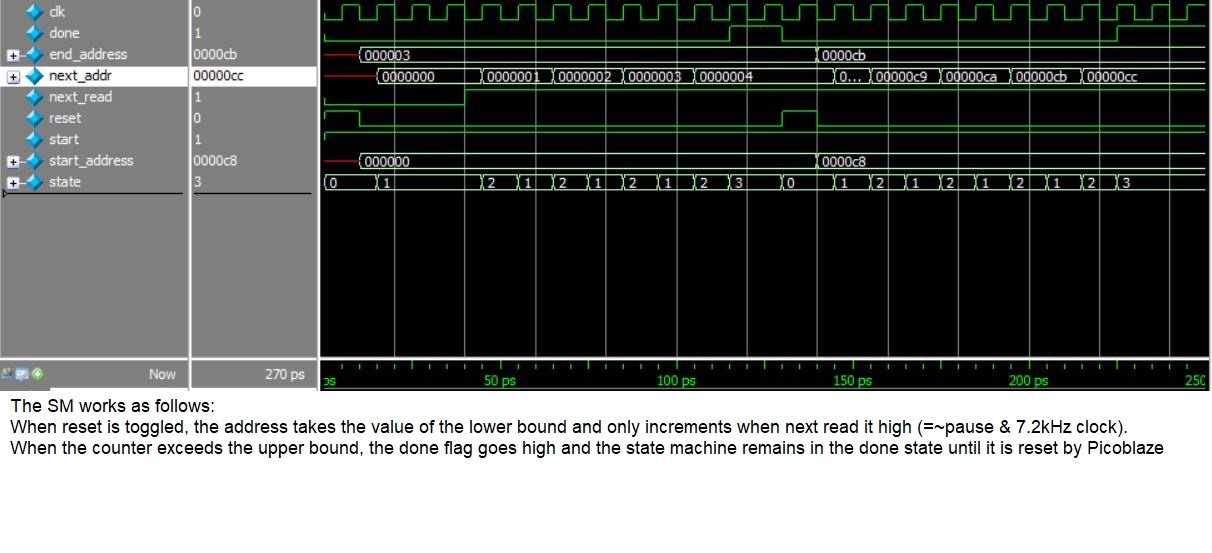 clk 0
done 1
end_address 0000cb 000003 0000cb
next_addr 00000cc 0000000 0000001 0000002 0000003 0000004 0... 00000c9 00000ca 00000cb 00000cc
next_read 1
reset 0
start 1
start_address 0000c8 000000 0000c8
state 3 0 1 2 1 2 1 2 1 2 3 0 1 2 1 2 1 2 1 2 3
Now 270 ps ps 50 ps 100 ps 150 ps 200 ps 250
The SM works as follows:
When reset is toggled, the address takes the value of the lower bound and only increments when next read it high (=~pause & 7.2kHz clock).
When the counter exceeds the upper bound, the done flag goes high and the state machine remains in the done state until it is reset by Picoblaze